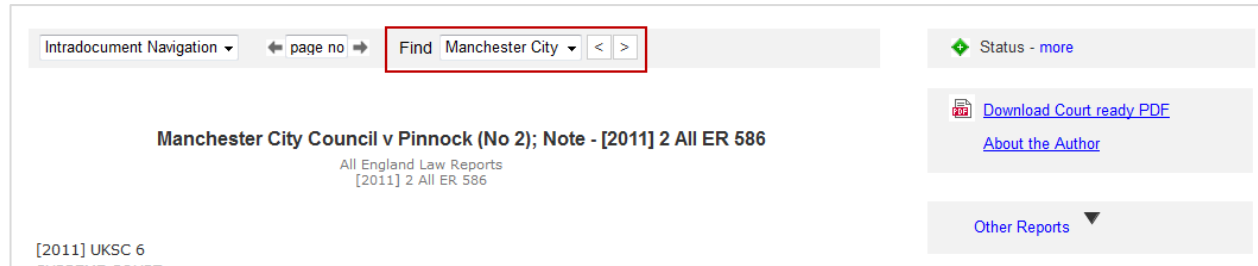 Intradocument Navigation
page no
Find Manchester City < >
Status - more
Manchester City Council v Pinnock (No 2); Note - [2011] 2 All ER 586
All England Law Reports
[2011] 2 All ER 586
Download Court ready PDF
About the Author
Other Reports
[2011] UKSC 6